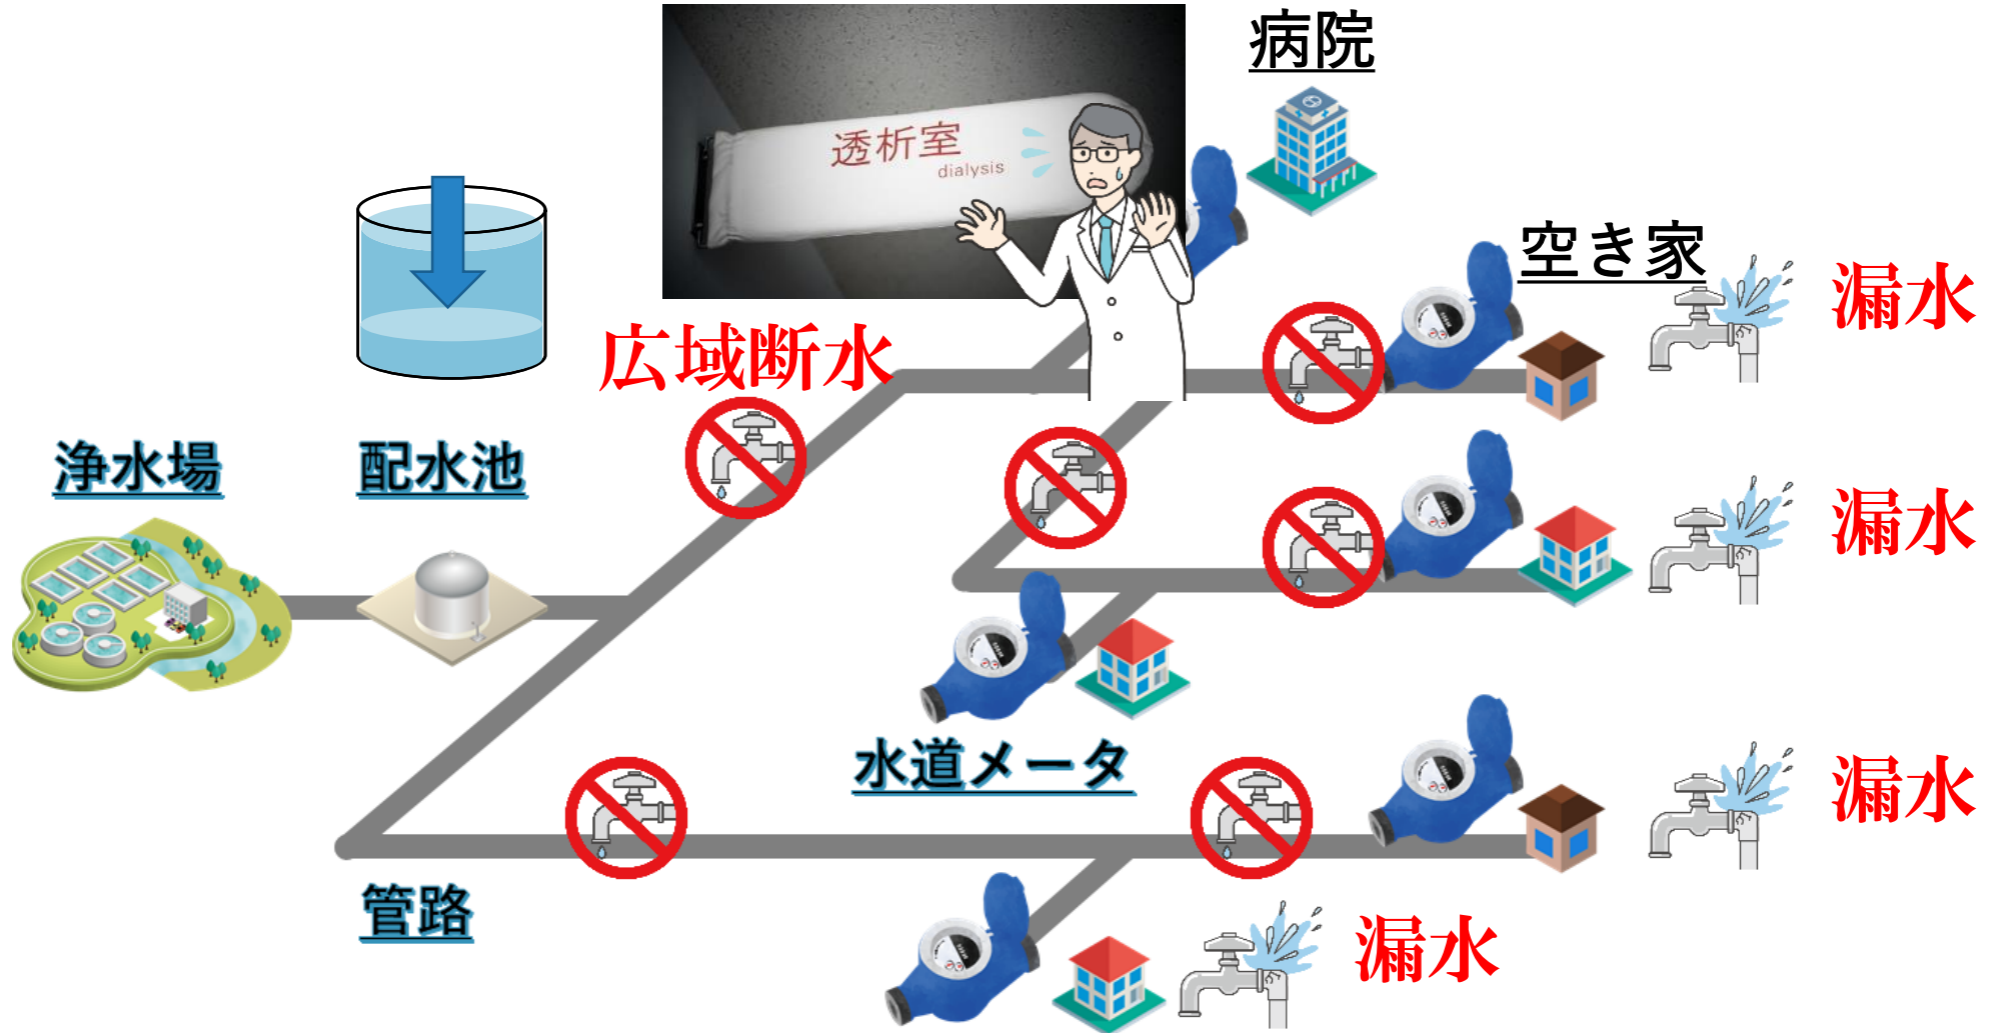 病院
透析室
dialysis
空き家
漏水
広域断水
浄水場
配水池
漏水
水道メータ
漏水
管路
漏水